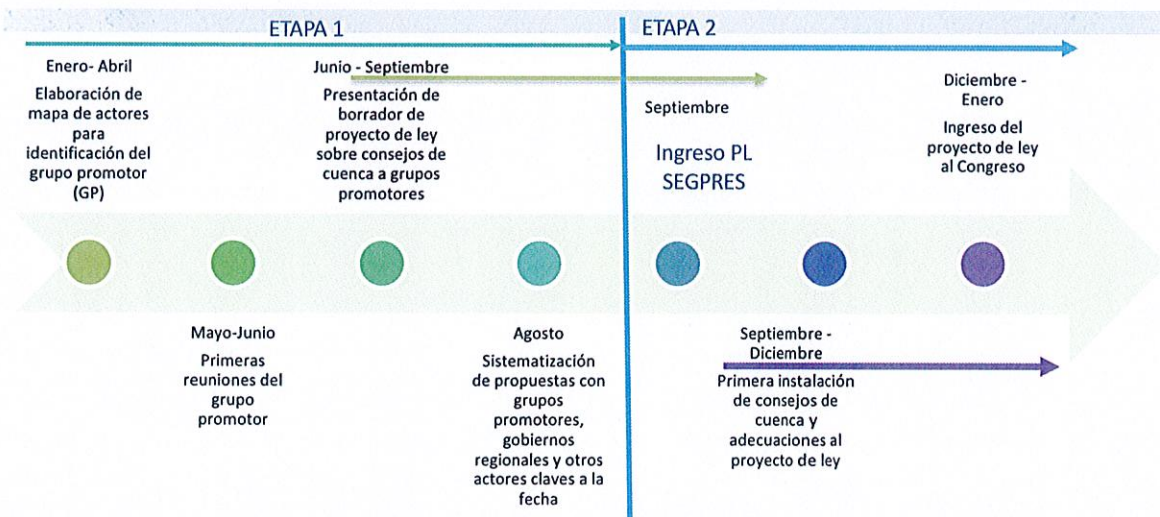 ETAPA 1
ETAPA 2
Enero- Abril
Elaboración de
mapa de actores
para
identificación del
grupo promotor
(GP)
Junio - Septiembre
Presentación de
borrador de
proyecto de ley
sobre consejos de
cuenca a grupos
promotores
Septiembre
Ingreso PL
SEGPRES
Diciembre -
Enero
Ingreso del
proyecto de ley
al Congreso
Mayo-Junio
Primeras
reuniones del
grupo
promotor
Agosto
Sistematización
de propuestas con
grupos
promotores,
gobiernos
regionales y otros
actores claves a la
fecha
Septiembre -
Diciembre
Primera instalación
de consejos de
cuenca y
adecuaciones al
proyecto de ley